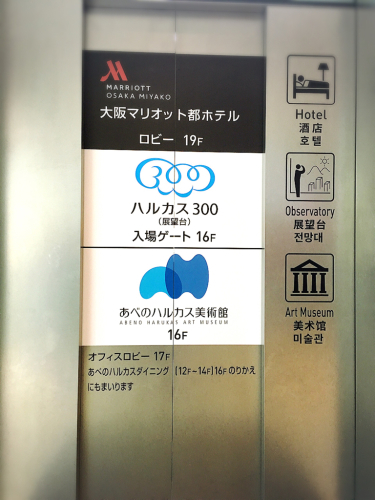 MARRIOTT
OSAKA MIYAKO
大阪マリオット都ホテル
ロビー 19F
300
ハルカス300
(展望台)
入場ゲート 16F
あべのハルカス美術館
ABENO HARUKAS ART MUSEUM
16F
オフィスロビー 17F
あべのハルカスダイニング (12F-14F)16Fのりかえ
にもまいります
Hotel
酒店
호텔
Observatory
展望台
전망대
Art Museum
美术馆
미술관